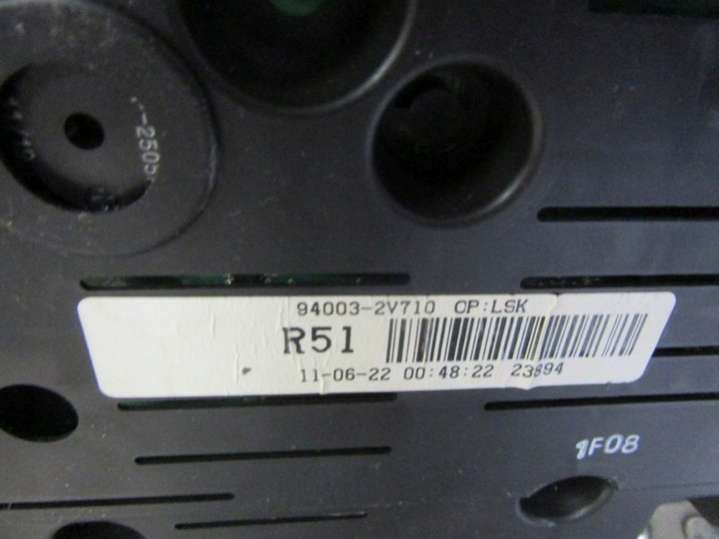 94003-2V710 CP:LSK
R51
11-06-22 00:48:22 23894
1F08